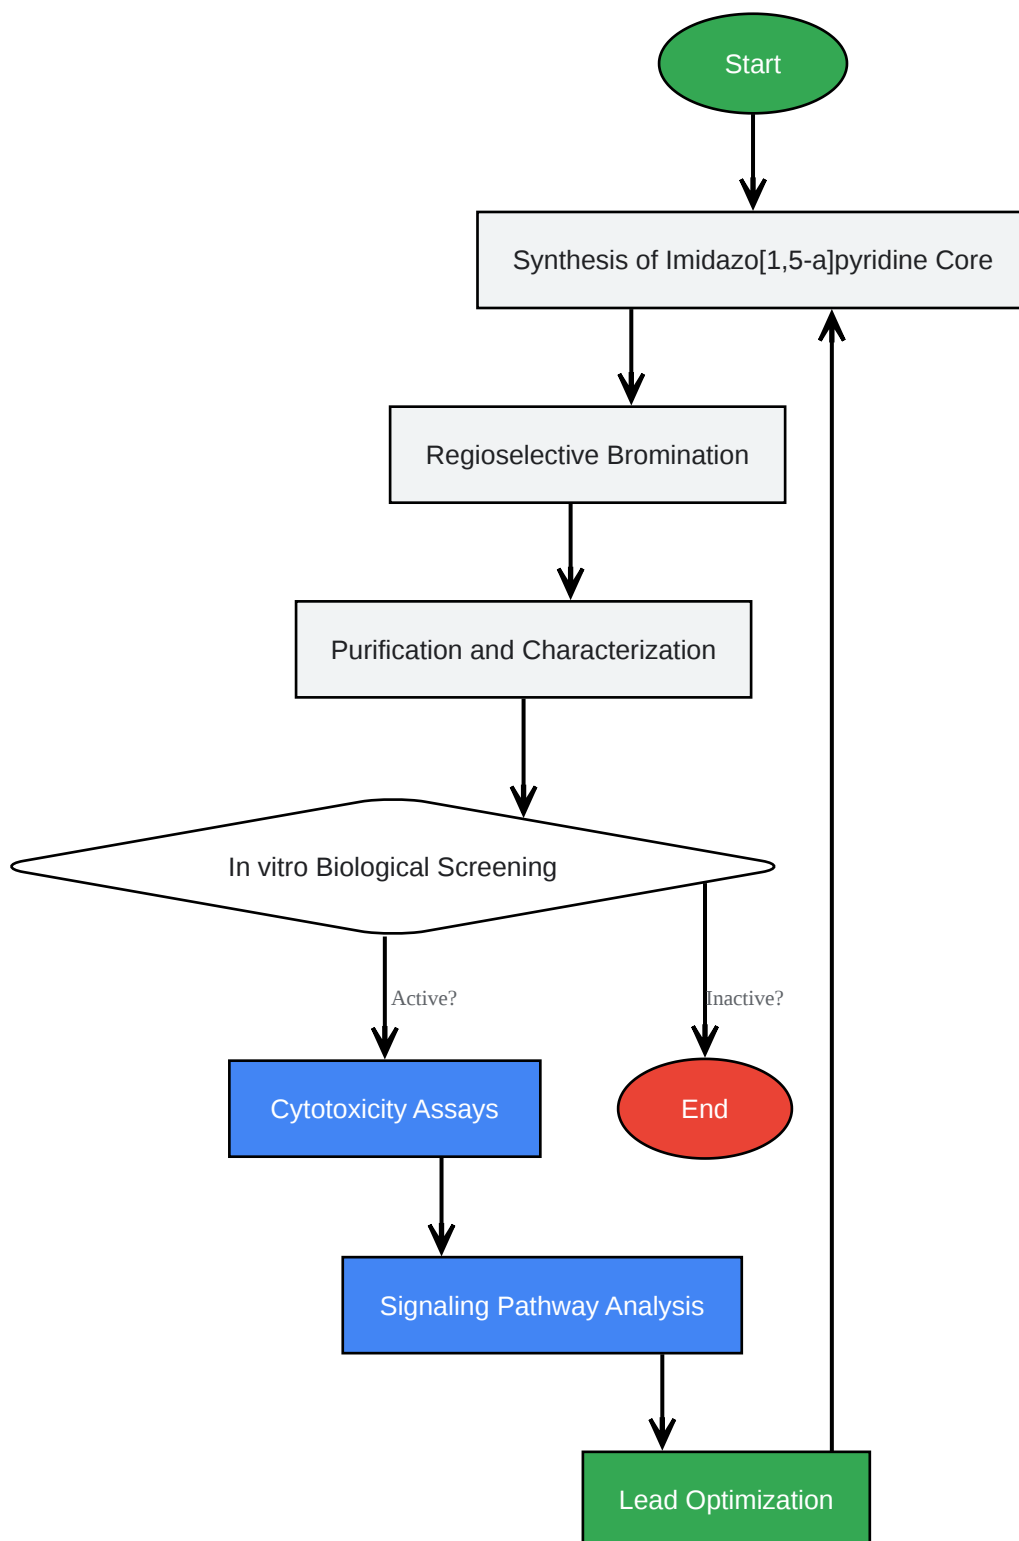 Start
Synthesis of Imidazo[1,5-a]pyridine Core
Regioselective Bromination
Purification and Characterization
In vitro Biological Screening
Active?
Inactive?
Cytotoxicity Assays
End
Signaling Pathway Analysis
Lead Optimization